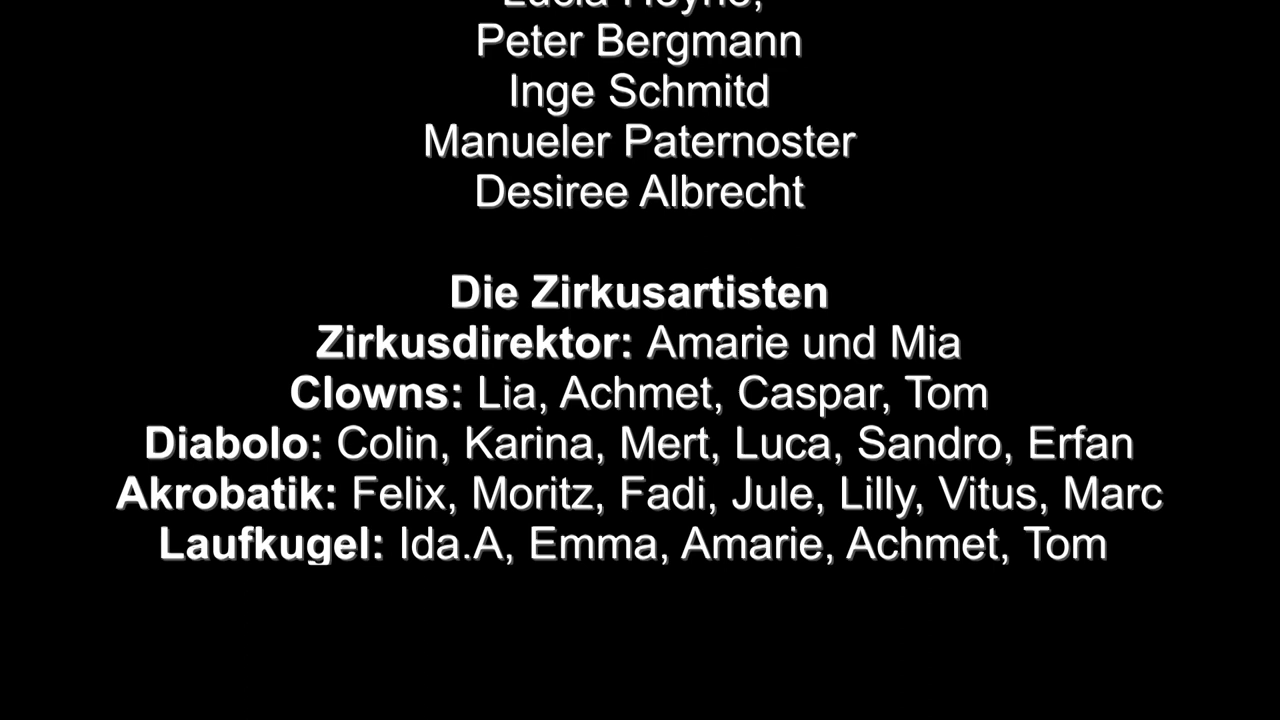 Peter Bergmann
Inge Schmitd
Manueler Paternoster
Desiree Albrecht
Die Zirkusartisten
Zirkusdirektor: Amarie und Mia
Clowns: Lia, Achmet, Caspar, Tom
Diabolo: Colin, Karina, Mert, Luca, Sandro, Erfan
Akrobatik: Felix, Moritz, Fadi, Jule, Lilly, Vitus, Marc
Laufkugel: Ida.A, Emma, Amarie, Achmet, Tom